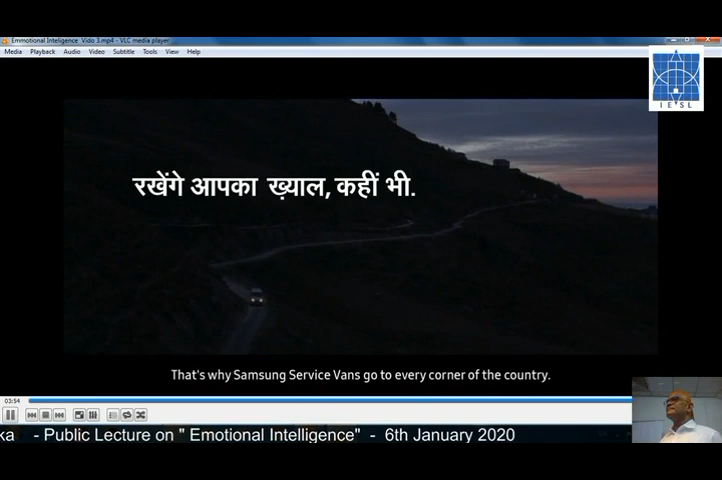 Emmotional Inteligence Vido 3.mp4 - VLC media player
Media Playback Audio Video Subtitle Tools View Help
IESL
रखेंगे आपका ख़्याल, कहीं भी.
That's why Samsung Service Vans go to every corner of the country.
03:54
ka - Public Lecture on " Emotional Intelligence" - 6th January 2020